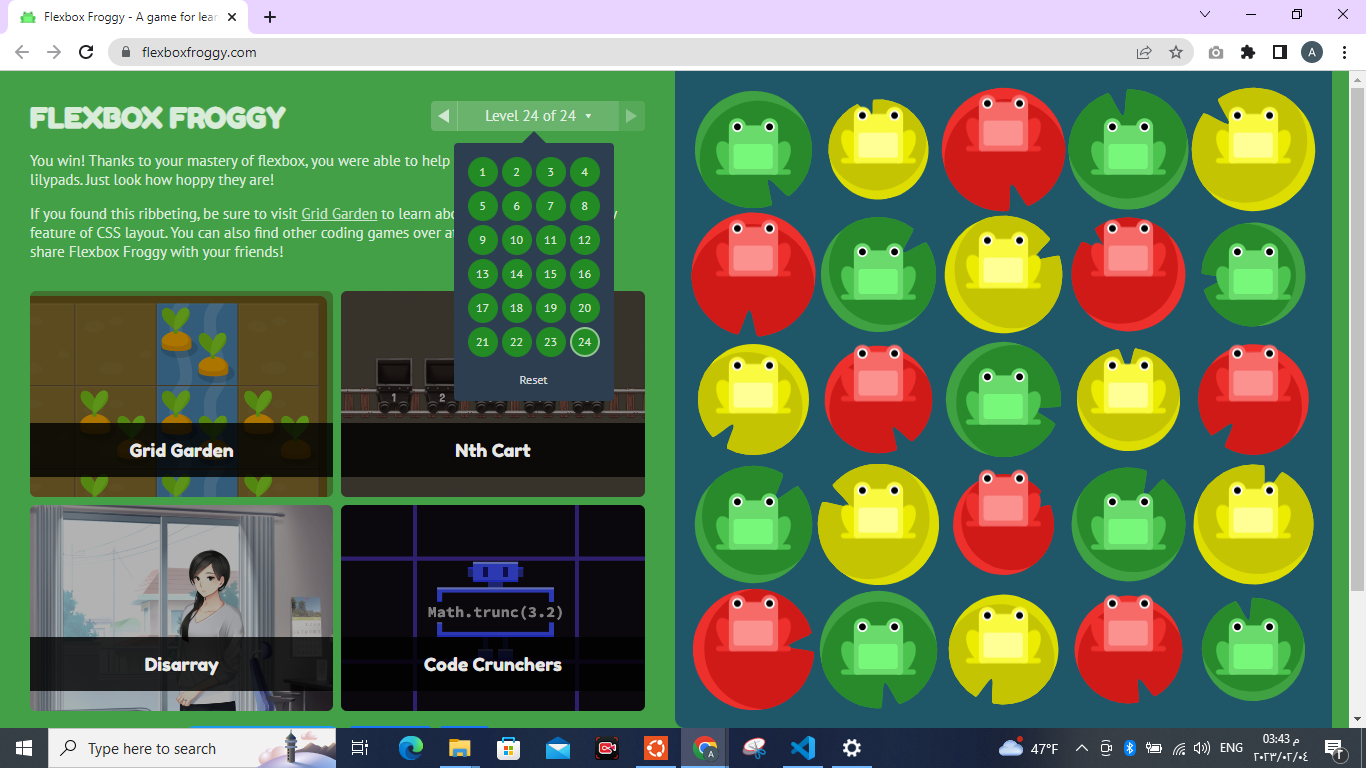 Flexbox Froggy - A game for lear
flexboxfroggy.com
A
FLEXBOX FROGGY
Level 24 of 24
You win! Thanks to your mastery of flexbox, you were able to help
lilypads. Just look how hoppy they are!
If you found this ribbeting, be sure to visit Grid Garden to learn abo
y
feature of CSS layout. You can also find other coding games over at
share Flexbox Froggy with your friends!
1 2 3 4
5 6 7 8
9 10 11 12
13 14 15 16
17 18 19 20
21 22 23 24
Reset
1 2
Grid Garden
Nth Cart
Math.trunc(3.2)
Disarray
Code Crunchers
Type here to search
A
47°F
ENG
03:43 م
٢٠٢٣/٠٢/٠٤
٢